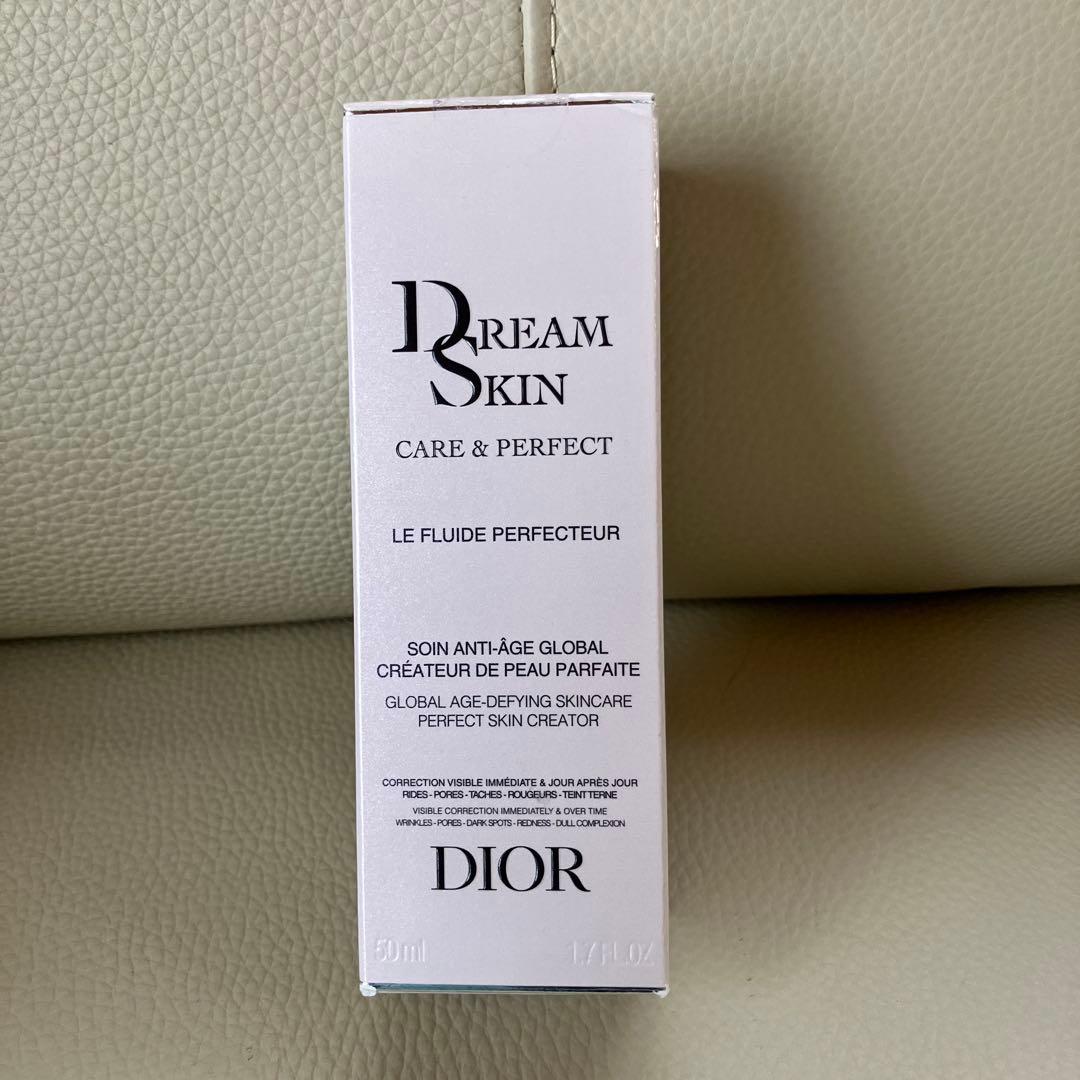 DREAM
SKIN
CARE & PERFECT
LE FLUIDE PERFECTEUR
SOIN ANTI-ÂGE GLOBAL
CRÉATEUR DE PEAU PARFAITE
GLOBAL AGE-DEFYING SKINCARE
PERFECT SKIN CREATOR
CORRECTION VISIBLE IMMÉDIATE & JOUR APRÈS JOUR
RIDES - PORES - TACHES - ROUGEURS - TEINT TERNE
VISIBLE CORRECTION IMMEDIATELY & OVER TIME
WRINKLES - PORES - DARK SPOTS - REDNESS - DULL COMPLEXION
DIOR
50 ml 1.7 FL.OZ